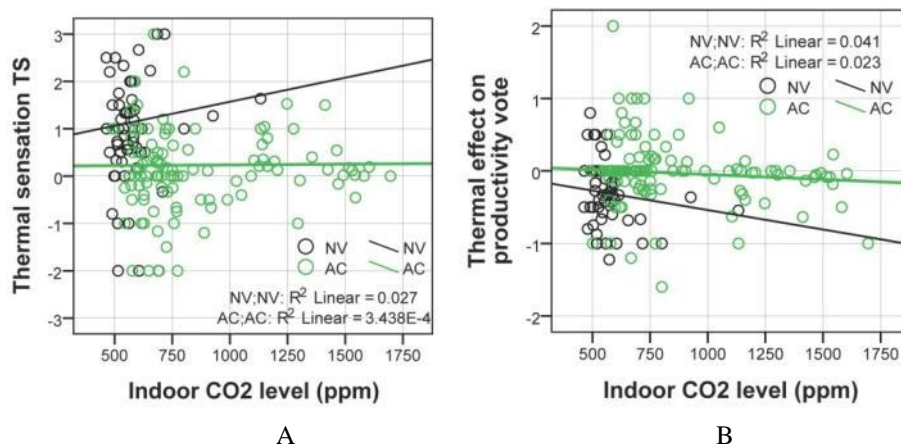 Thermal sensation TS
3
2
1
0
-1
-2
-3
NV NV
AC AC
NV;NV: R² Linear = 0.027
AC;AC: R² Linear = 3.438E-4
500 750 1000 1250 1500 1750
Indoor CO2 level (ppm)
A
Thermal effect on
productivity vote
2
1
0
-1
-2
NV;NV: R² Linear = 0.041
AC;AC: R² Linear = 0.023
NV NV
AC AC
500 750 1000 1250 1500 1750
Indoor CO2 level (ppm)
B